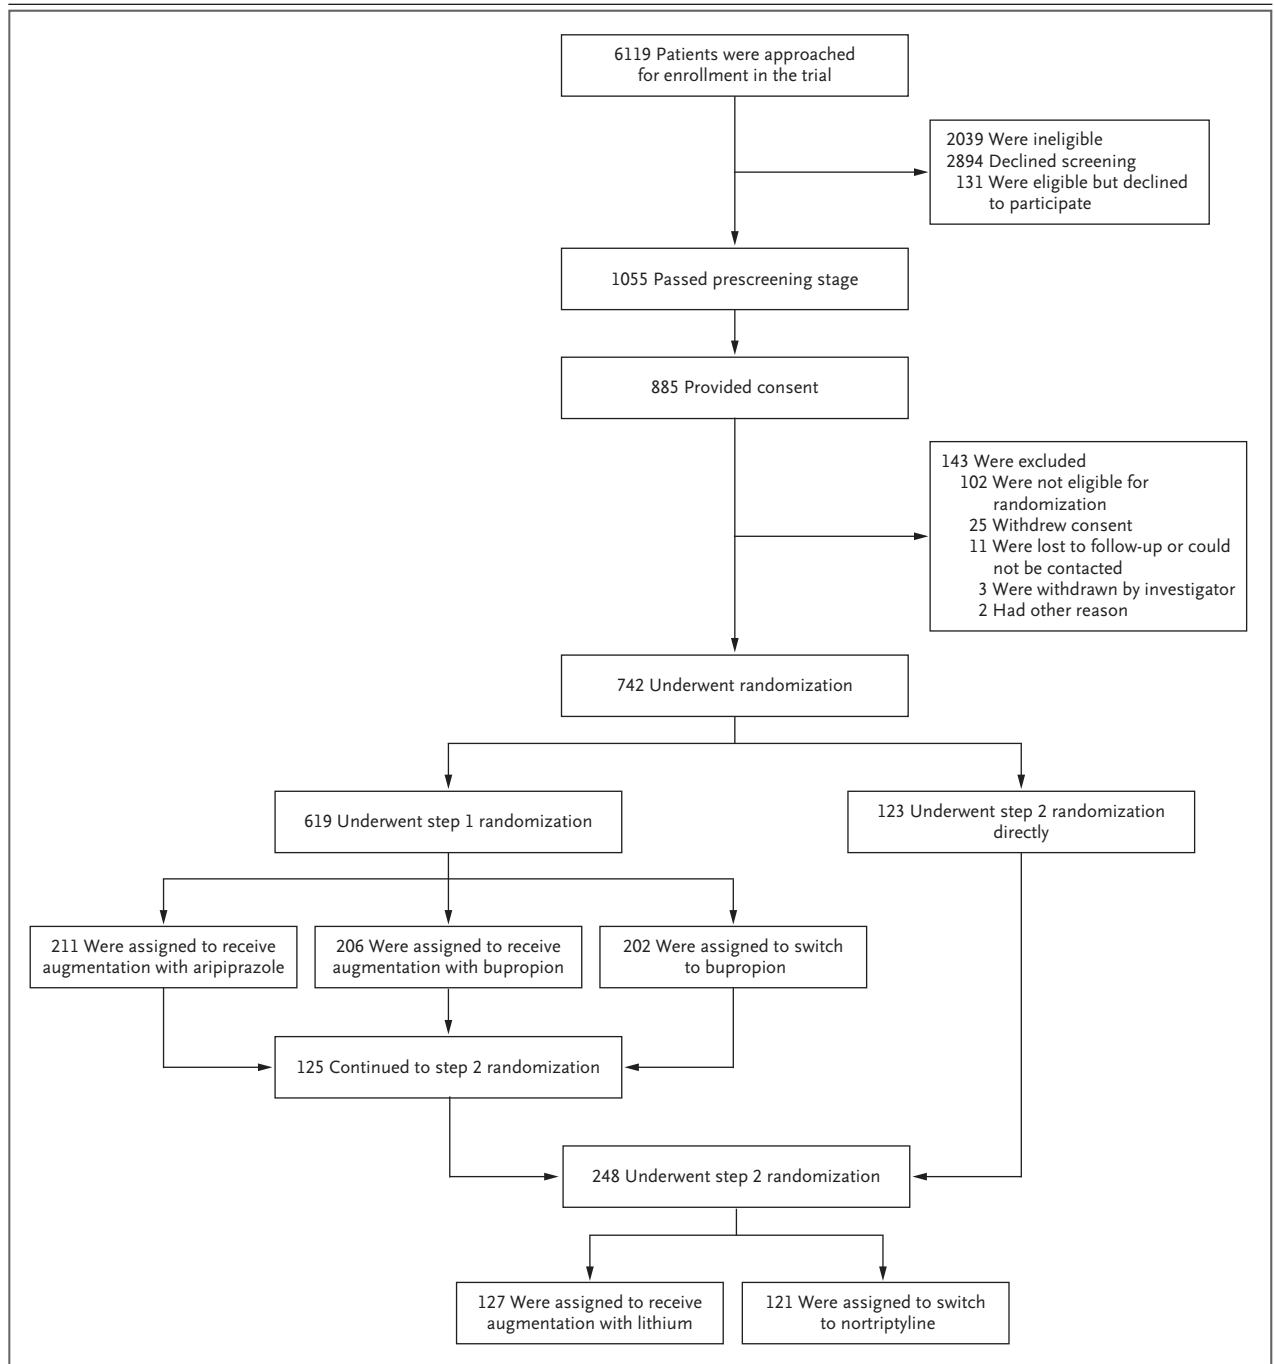 6119 Patients were approached
for enrollment in the trial
2039 Were ineligible
2894 Declined screening
131 Were eligible but declined
to participate
1055 Passed prescreening stage
885 Provided consent
143 Were excluded
102 Were not eligible for
randomization
25 Withdrew consent
11 Were lost to follow-up or could
not be contacted
3 Were withdrawn by investigator
2 Had other reason
742 Underwent randomization
619 Underwent step 1 randomization
123 Underwent step 2 randomization
directly
211 Were assigned to receive
augmentation with aripiprazole
206 Were assigned to receive
augmentation with bupropion
202 Were assigned to switch
to bupropion
125 Continued to step 2 randomization
248 Underwent step 2 randomization
127 Were assigned to receive
augmentation with lithium
121 Were assigned to switch
to nortriptyline